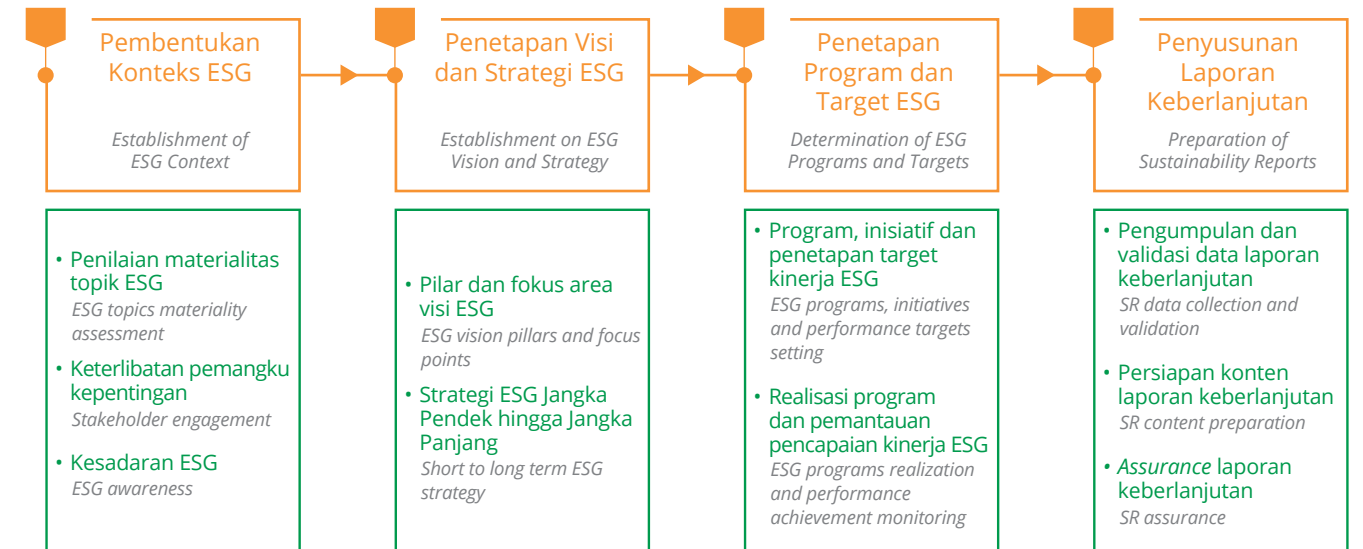 Pembentukan
Konteks ESG
Establishment of
ESG Context
Penetapan Visi
dan Strategi ESG
Establishment on ESG
Vision and Strategy
Penetapan
Program dan
Target ESG
Determination of ESG
Programs and Targets
Penyusunan
Laporan
Keberlanjutan
Preparation of
Sustainability Reports
• Penilaian materialitas
topik ESG
ESG topics materiality
assessment
• Keterlibatan pemangku
kepentingan
Stakeholder engagement
• Kesadaran ESG
ESG awareness
• Pilar dan fokus area
visi ESG
ESG vision pillars and focus
points
• Strategi ESG Jangka
Pendek hingga Jangka
Panjang
Short to long term ESG
strategy
• Program, inisiatif dan
penetapan target
kinerja ESG
ESG programs, initiatives
and performance targets
setting
• Realisasi program
dan pemantauan
pencapaian kinerja ESG
ESG programs realization
and performance
achievement monitoring
• Pengumpulan dan
validasi data laporan
keberlanjutan
SR data collection and
validation
• Persiapan konten
laporan keberlanjutan
SR content preparation
• Assurance laporan
keberlanjutan
SR assurance